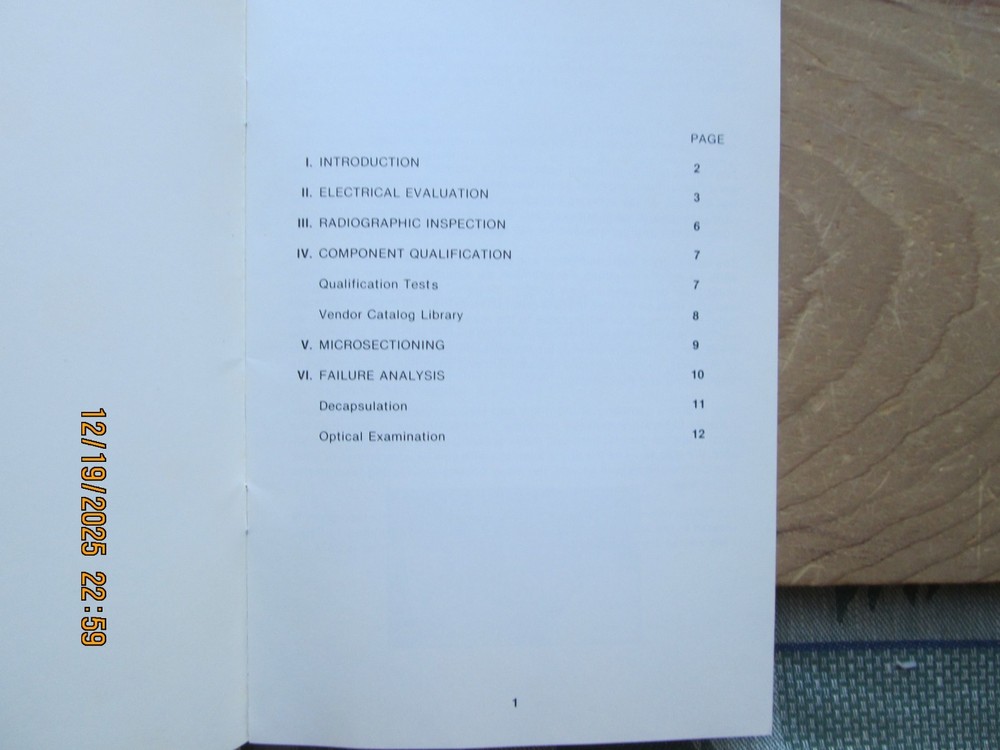 PAGE
I. INTRODUCTION 2
II. ELECTRICAL EVALUATION 3
III. RADIOGRAPHIC INSPECTION 6
IV. COMPONENT QUALIFICATION 7
Qualification Tests 7
Vendor Catalog Library 8
V. MICROSECTIONING 9
VI. FAILURE ANALYSIS 10
Decapsulation 11
Optical Examination 12
1
12/19/2025 22:59